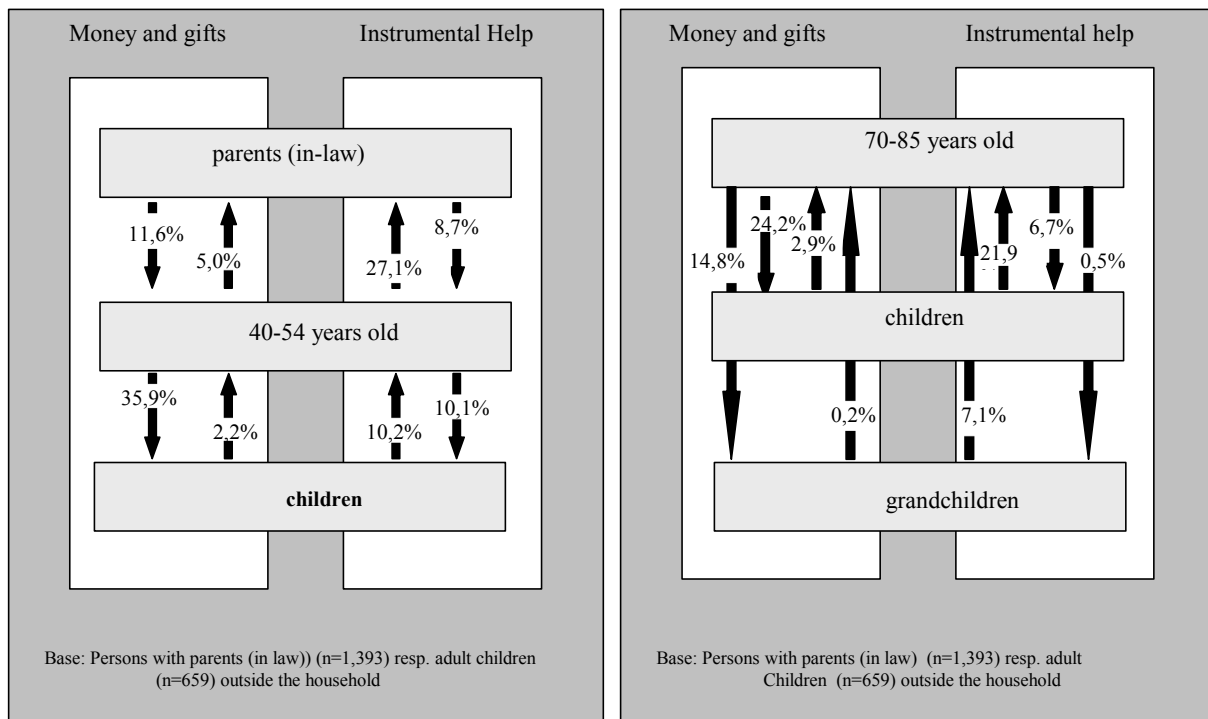 Money and gifts
Instrumental Help
parents (in-law)
11,6%
5,0%
27,1%
8,7%
40-54 years old
35,9%
2,2%
10,2%
10,1%
children
Base: Persons with parents (in law)) (n=1,393) resp. adult children
(n=659) outside the household
Money and gifts
Instrumental help
70-85 years old
14,8%
24,2%
2,9%
21,9
6,7%
0,5%
children
0,2%
7,1%
grandchildren
Base: Persons with parents (in law) (n=1,393) resp. adult
Children (n=659) outside the household